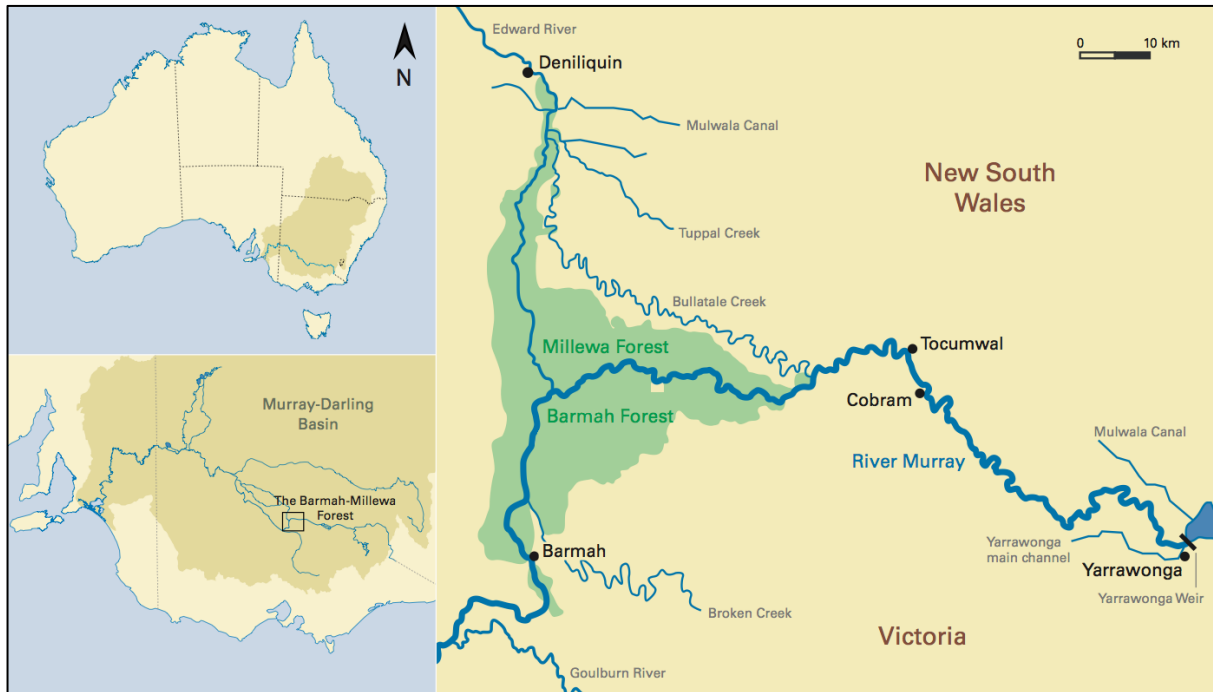 N
Murray-Darling
Basin
The Barmah-Millewa
Forest
Edward River
Deniliquin
0 10 km
Mulwala Canal
New South
Wales
Tuppal Creek
Bullatale Creek
Millewa Forest
Tocumwal
Barmah Forest
Cobram
Mulwala Canal
River Murray
Barmah
Yarrawonga
main channel
Yarrawonga
Yarrawonga Weir
Broken Creek
Victoria
Goulburn River